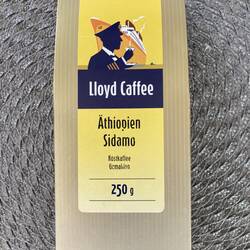 Lloyd Caffee
Äthiopien
Sidamo
Röstkaffee
Gemahlen
250 g